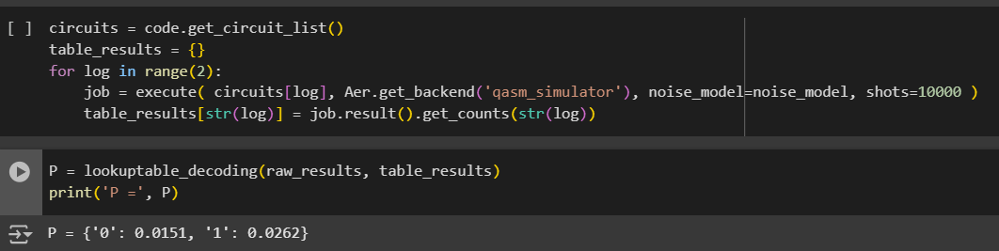 [ ] circuits = code.get_circuit_list()
table_results = {}
for log in range(2):
    job = execute( circuits[log], Aer.get_backend('qasm_simulator'), noise_model=noise_model, shots=10000 )
    table_results[str(log)] = job.result().get_counts(str(log))
P = lookuptable_decoding(raw_results, table_results)
print('P =', P)
P = {'0': 0.0151, '1': 0.0262}